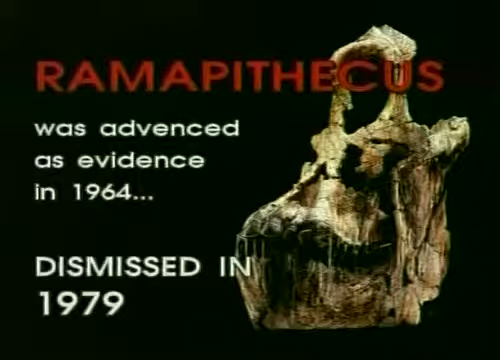 RAMAPITHECUS
was advenced
as evidence
in 1964...
DISMISSED IN
1979